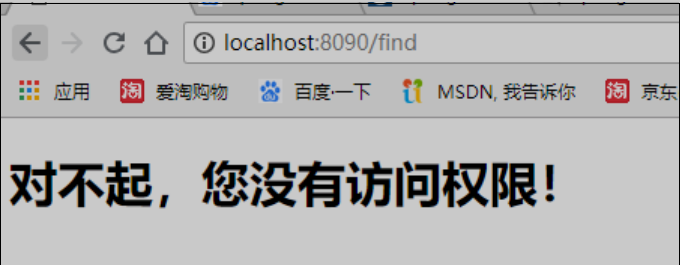 localhost:8090/find
应用 淘 爱淘购物 百度·一下 MSDN, 我告诉你 淘 京东
对不起，您没有访问权限！